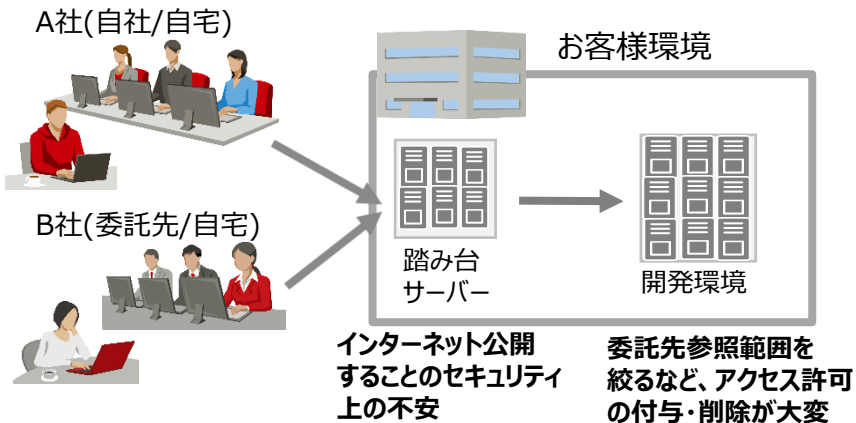 A社(自社/自宅)
お客様環境
B社(委託先/自宅)
踏み台
サーバー
開発環境
インターネット公開
することのセキュリティ
上の不安
委託先参照範囲を
絞るなど、アクセス許可
の付与・削除が大変